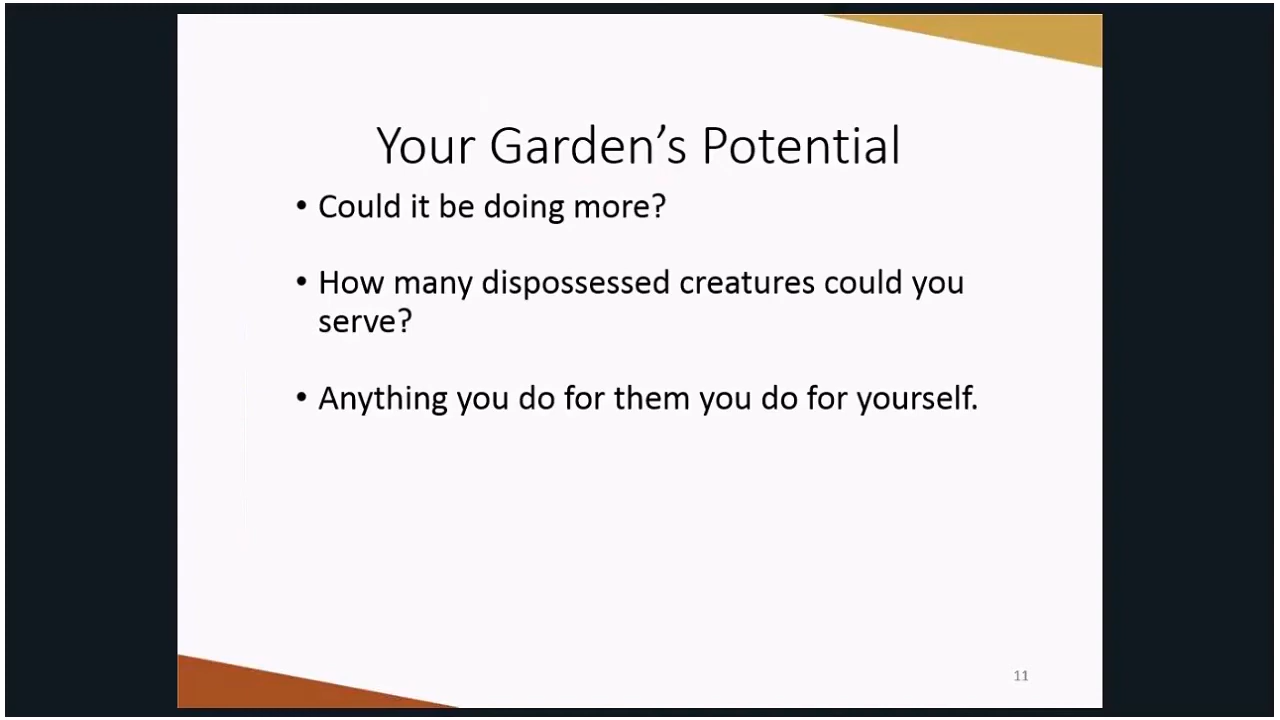 Your Garden’s Potential
• Could it be doing more?
• How many dispossessed creatures could you
serve?
• Anything you do for them you do for yourself.
11